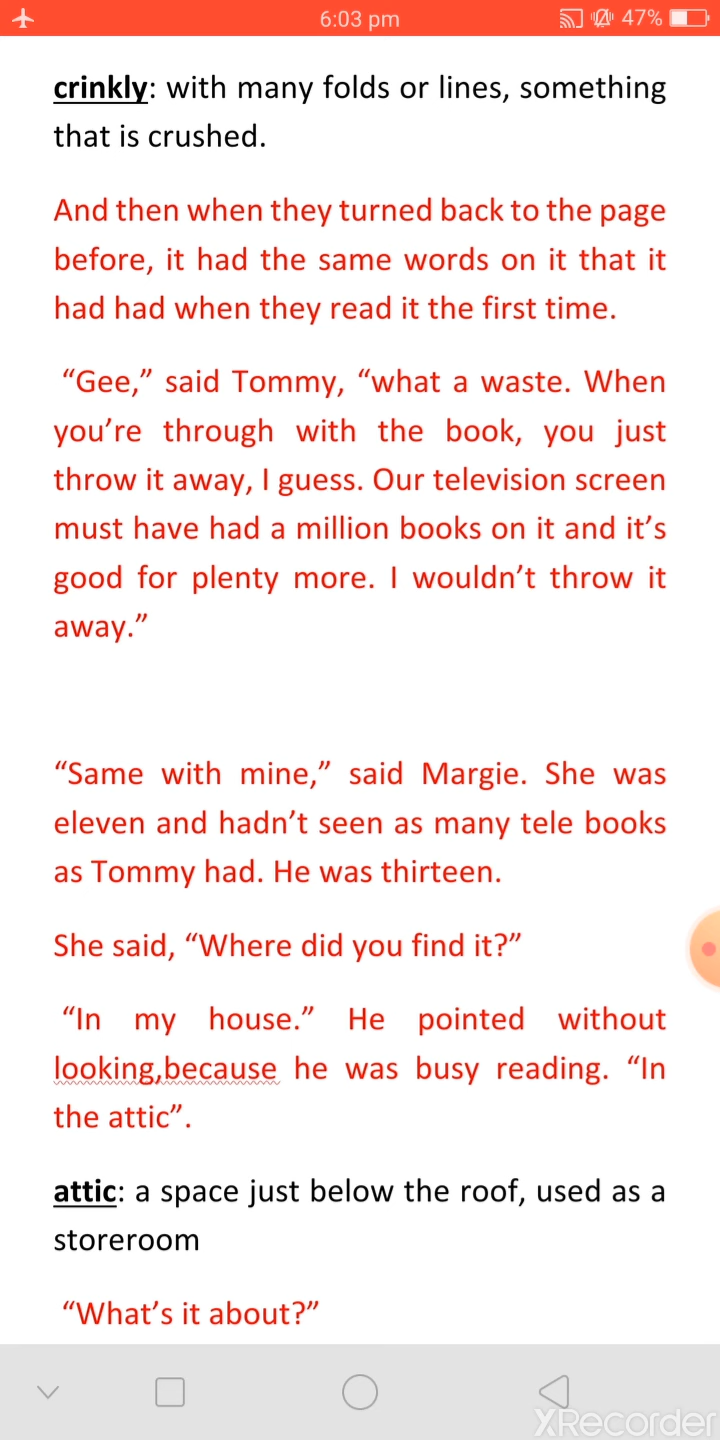 6:03 pm
47%
crinkly: with many folds or lines, something
that is crushed.
And then when they turned back to the page
before, it had the same words on it that it
had had when they read it the first time.
“Gee,” said Tommy, “what a waste. When
you’re through with the book, you just
throw it away, I guess. Our television screen
must have had a million books on it and it’s
good for plenty more. I wouldn’t throw it
away.”
“Same with mine,” said Margie. She was
eleven and hadn’t seen as many tele books
as Tommy had. He was thirteen.
She said, “Where did you find it?”
“In my house.” He pointed without
looking,because he was busy reading. “In
the attic”.
attic: a space just below the roof, used as a
storeroom
“What’s it about?”
XRecorder